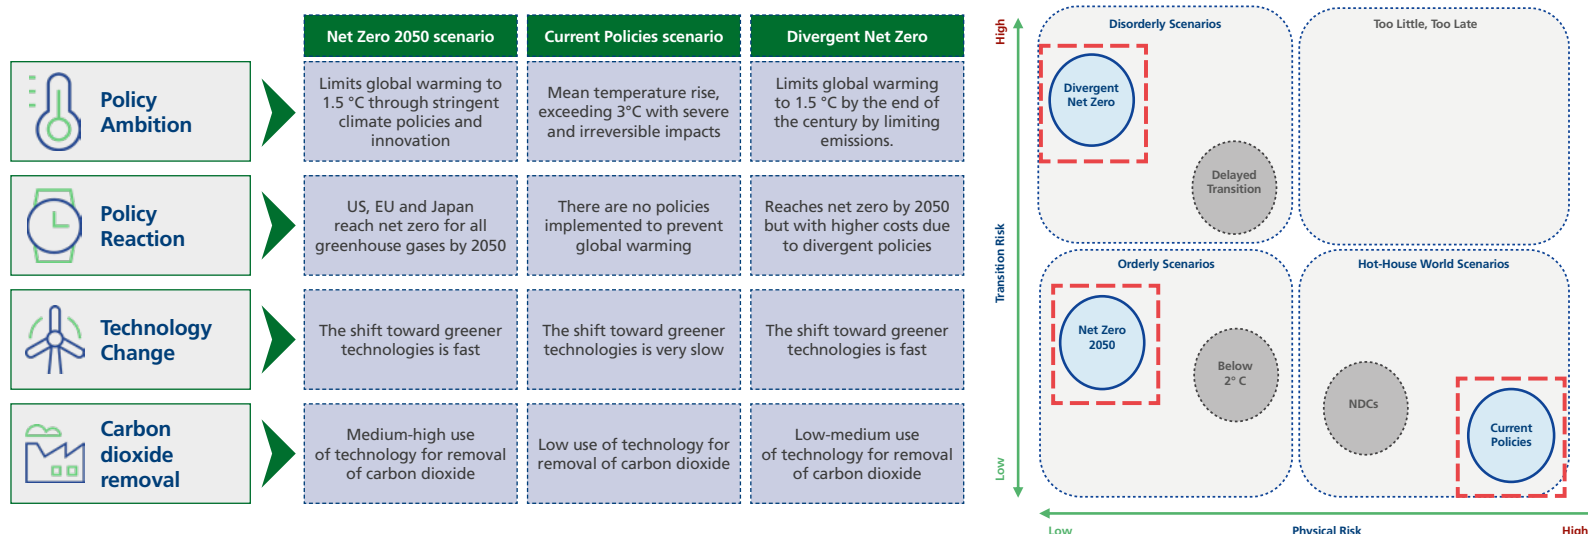 Net Zero 2050 scenario
Current Policies scenario
Divergent Net Zero
Policy
Ambition
Limits global warming to
1.5 °C through stringent
climate policies and
innovation
Mean temperature rise,
exceeding 3°C with severe
and irreversible impacts
Limits global warming
to 1.5 °C by the end of
the century by limiting
emissions.
Policy
Reaction
US, EU and Japan
reach net zero for all
greenhouse gases by 2050
There are no policies
implemented to prevent
global warming
Reaches net zero by 2050
but with higher costs due
to divergent policies
Technology
Change
The shift toward greener
technologies is fast
The shift toward greener
technologies is very slow
The shift toward greener
technologies is fast
Carbon
dioxide
removal
Medium-high use
of technology for removal
of carbon dioxide
Low use of technology for
removal of carbon dioxide
Low-medium use
of technology for removal
of carbon dioxide
High
Transition Risk
Low
Disorderly Scenarios
Divergent
Net Zero
Delayed
Transition
Too Little, Too Late
Orderly Scenarios
Net Zero
2050
Below
2° C
Hot-House World Scenarios
NDCs
Current
Policies
Low
Physical Risk
High